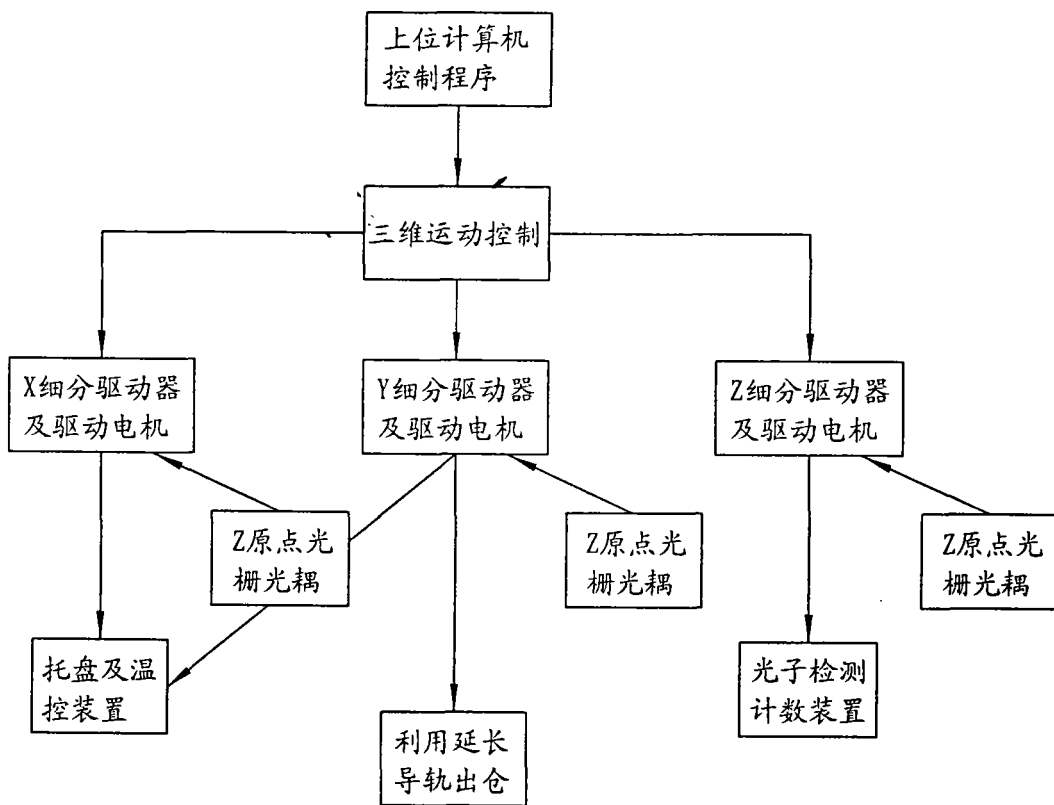 上位计算机
控制程序
三维运动控制
X细分驱动器
及驱动电机
Y细分驱动器
及驱动电机
Z细分驱动器
及驱动电机
Z原点光
栅光耦
Z原点光
栅光耦
Z原点光
栅光耦
托盘及温
控装置
光子检测
计数装置
利用延长
导轨出仓